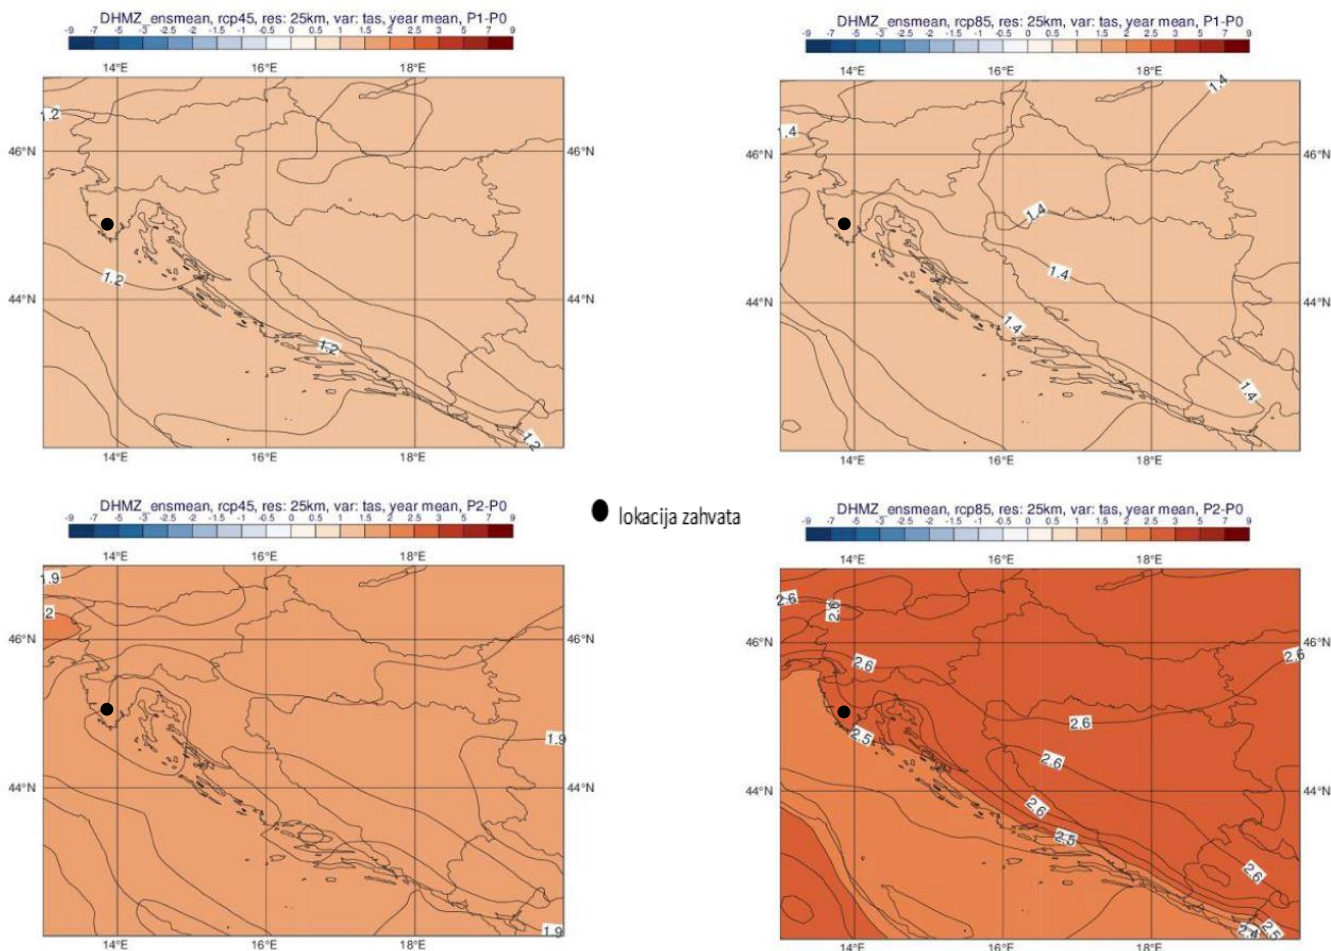 DHMZ_ensmean, rcp45, res: 25km, var: tas, year mean, P1-P0
-9 -7 -5 -3 -2 -1.5 -1 -0.5 0 0.5 1 1.5 2 2.5 3 5 7 9
14°E 16°E 18°E
1.2
46°N 46°N
1.2
44°N 44°N
1.2
1.2
14°E 16°E 18°E
DHMZ_ensmean, rcp85, res: 25km, var: tas, year mean, P1-P0
-9 -7 -5 -3 -2 -1.5 -1 -0.5 0 0.5 1 1.5 2 2.5 3 5 7 9
14°E 16°E 18°E
1.4
1.4
46°N 46°N
1.4
1.4
44°N 44°N
1.4
1.4
14°E 16°E 18°E
lokacija zahvata
DHMZ_ensmean, rcp45, res: 25km, var: tas, year mean, P2-P0
-9 -7 -5 -3 -2 -1.5 -1 -0.5 0 0.5 1 1.5 2 2.5 3 5 7 9
14°E 16°E 18°E
1.9
2
46°N 46°N
1.9
44°N 44°N
1.9
14°E 16°E 18°E
DHMZ_ensmean, rcp85, res: 25km, var: tas, year mean, P2-P0
-9 -7 -5 -3 -2 -1.5 -1 -0.5 0 0.5 1 1.5 2 2.5 3 5 7 9
14°E 16°E 18°E
2.6 2.6
46°N 46°N
2.6 2.6
2.6
2.5
2.6
44°N 44°N
2.6
2.5
2.6
2.4 2.5
14°E 16°E 18°E